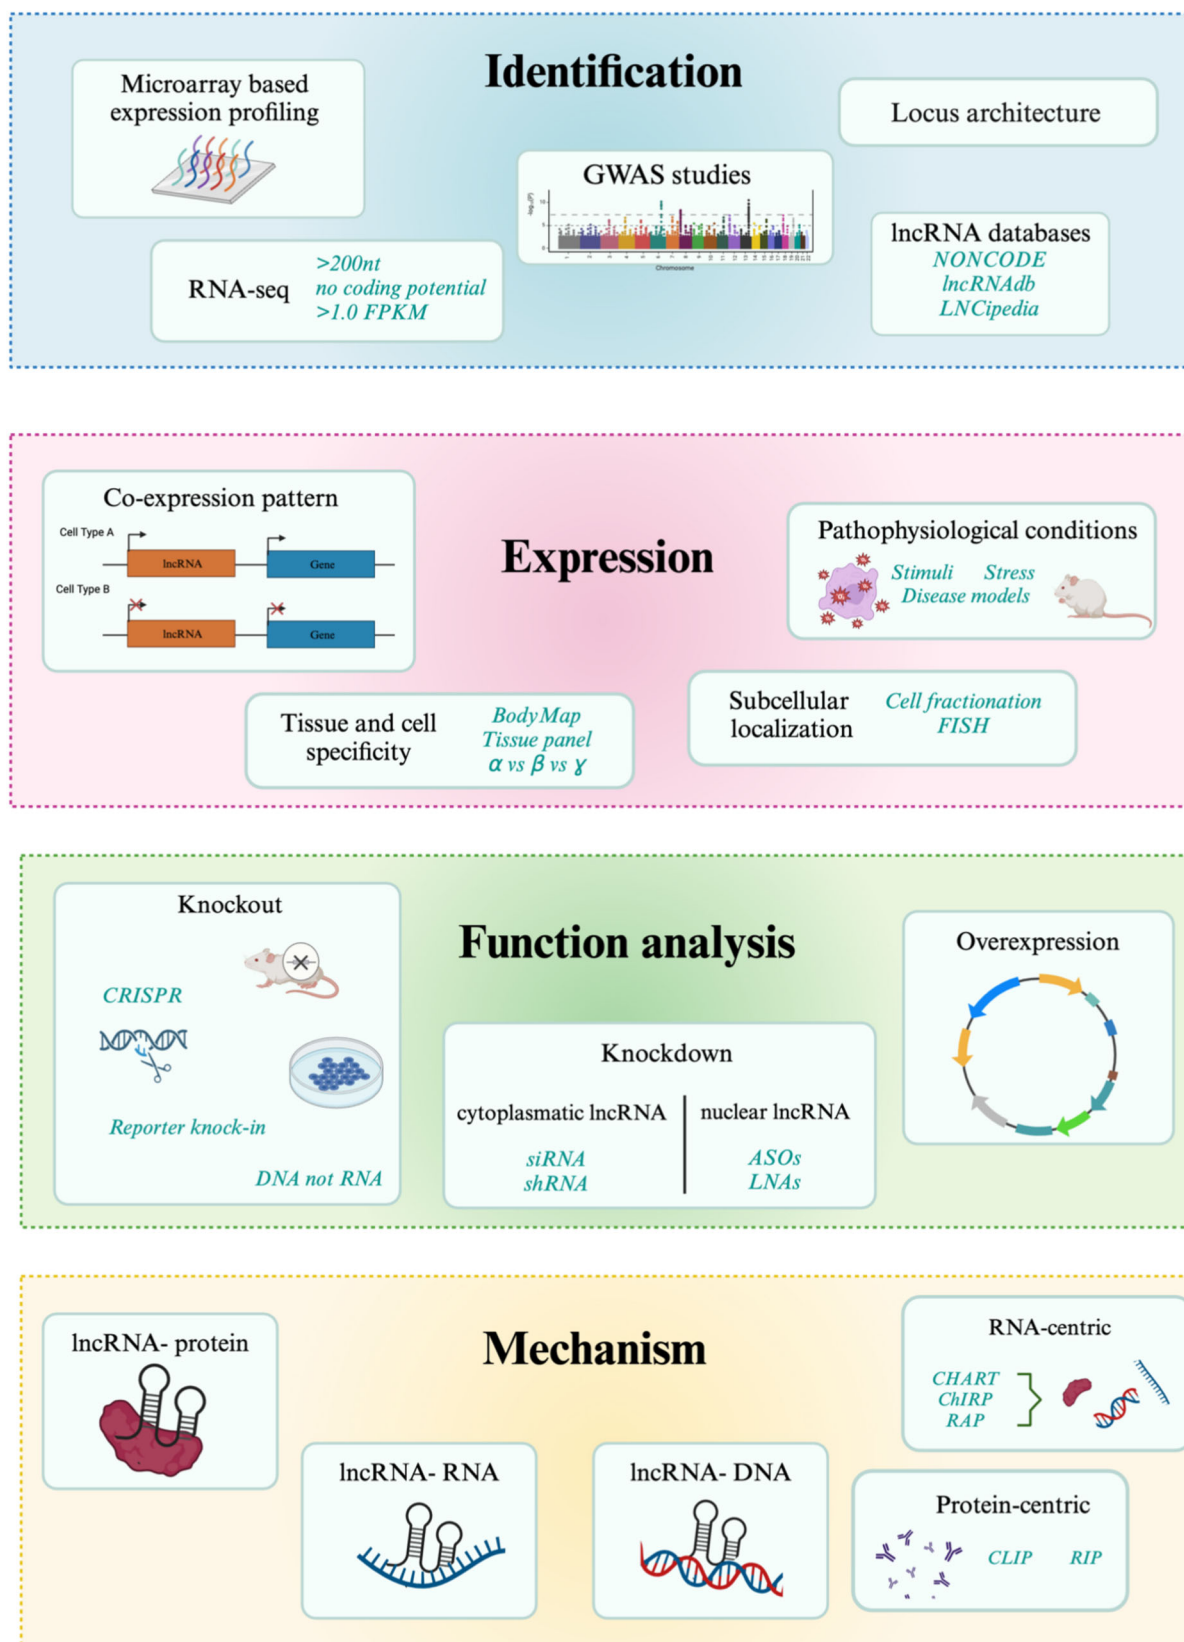 Identification
Microarray based
expression profiling
Locus architecture
GWAS studies
-log₁₀(P)
10
5
0
Chromosome
lncRNA databases
NONCODE
lncRNAdb
LNCipedia
RNA-seq
>200nt
no coding potential
>1.0 FPKM
Expression
Co-expression pattern
Cell Type A
lncRNA
Gene
Cell Type B
lncRNA
Gene
Pathophysiological conditions
Stimuli Stress
Disease models
Tissue and cell
specificity
BodyMap
Tissue panel
α vs β vs γ
Subcellular
localization
Cell fractionation
FISH
Function analysis
Knockout
CRISPR
Reporter knock-in
DNA not RNA
Knockdown
cytoplasmatic lncRNA
siRNA
shRNA
nuclear lncRNA
ASOs
LNAs
Overexpression
Mechanism
lncRNA- protein
lncRNA- RNA
lncRNA- DNA
RNA-centric
CHART
ChIRP
RAP
Protein-centric
CLIP RIP